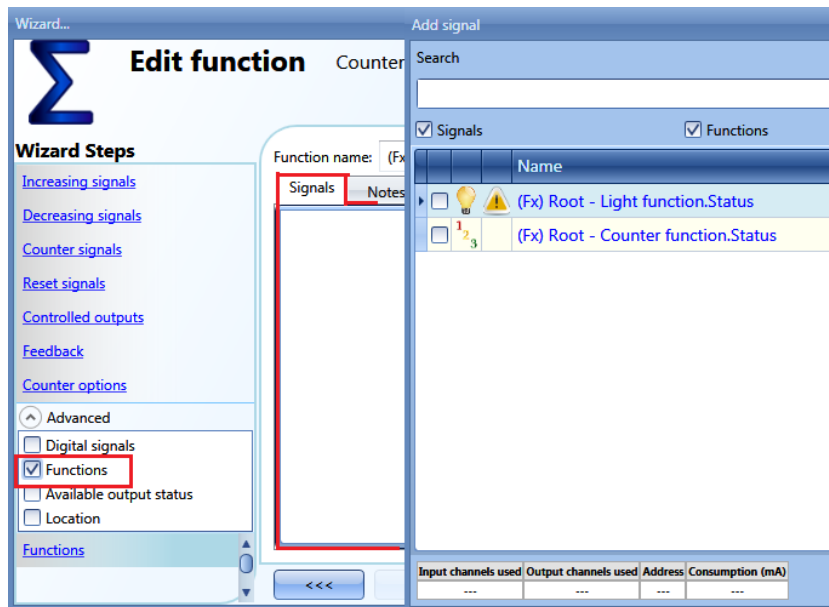 Wizard...
Edit function Counter
Wizard Steps
Increasing signals
Decreasing signals
Counter signals
Reset signals
Controlled outputs
Feedback
Counter options
Advanced
Digital signals
Functions
Available output status
Location
Functions
Function name: (Fx
Signals Notes
<<<
Add signal
Search
Signals Functions
Name
(Fx) Root - Light function.Status
123 (Fx) Root - Counter function.Status
Input channels used Output channels used Address Consumption (mA)
--- --- --- ---